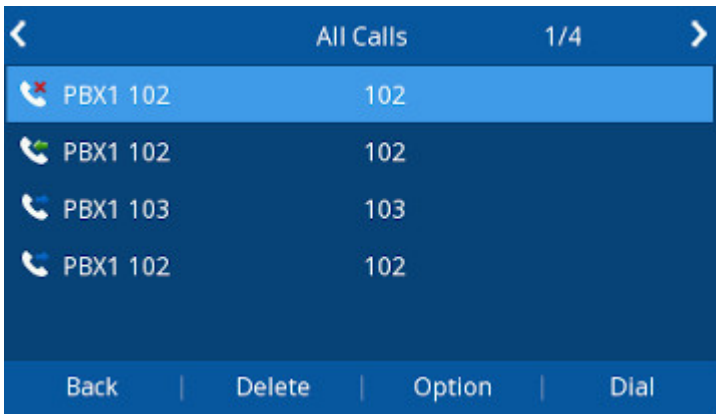 All Calls 1/4
PBX1 102 102
PBX1 102 102
PBX1 103 103
PBX1 102 102
Back | Delete | Option | Dial